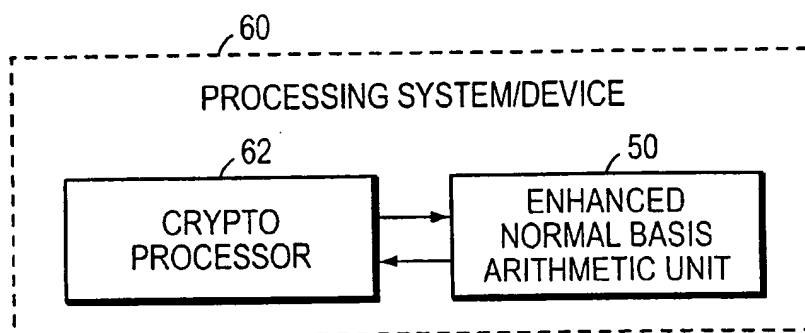 60
PROCESSING SYSTEM/DEVICE
62
50
CRYPTO
PROCESSOR
ENHANCED
NORMAL BASIS
ARITHMETIC UNIT